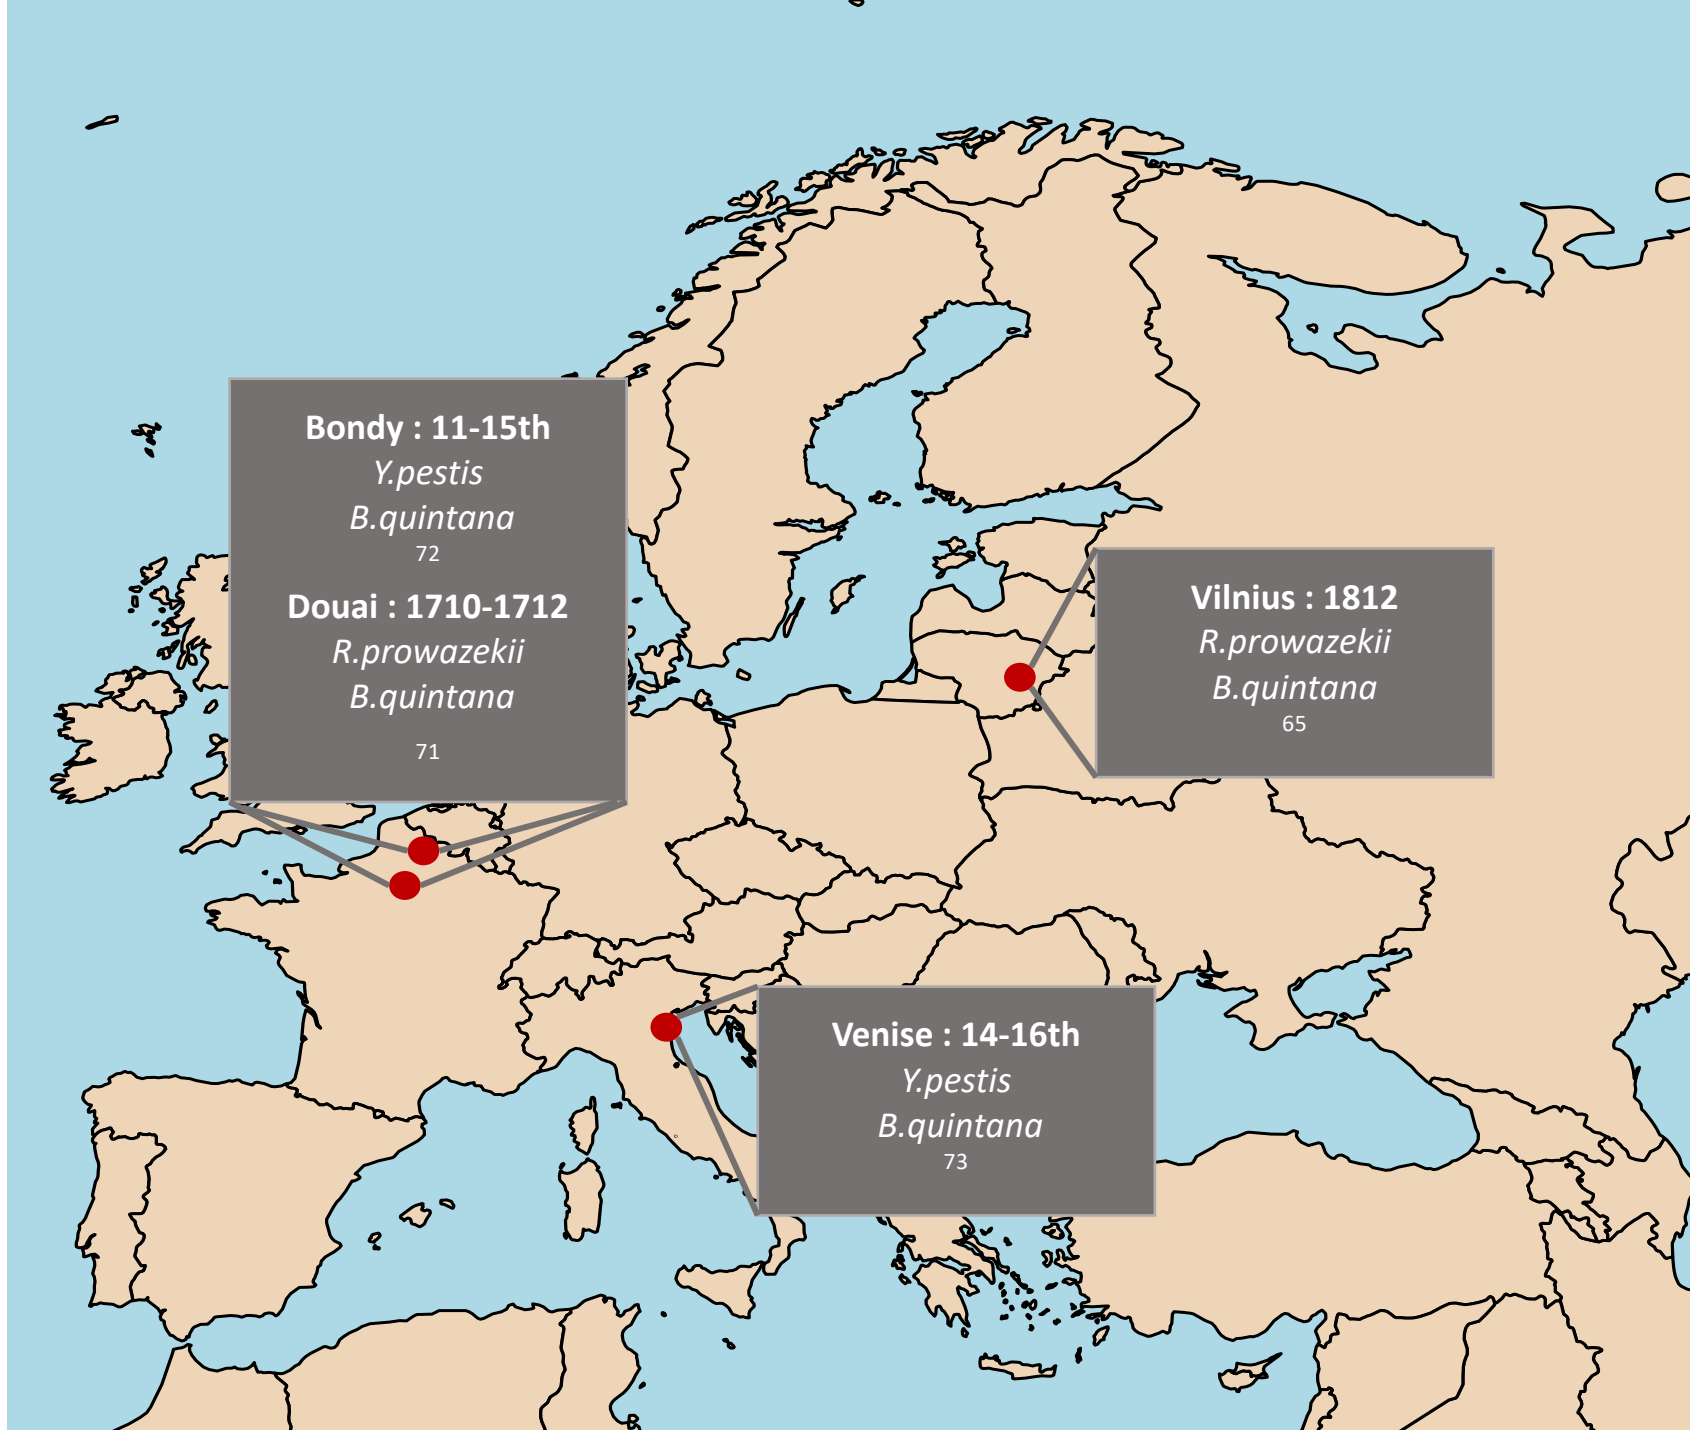 Bondy : 11-15th
Y.pestis
B.quintana
72
Douai : 1710-1712
R.prowazekii
B.quintana
71
Vilnius : 1812
R.prowazekii
B.quintana
65
Venise : 14-16th
Y.pestis
B.quintana
73